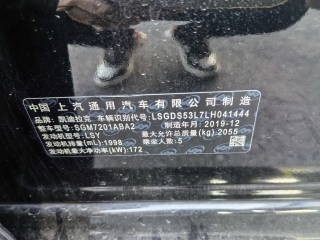 中国 上汽通用汽车有限公司制造
品牌：凯迪拉克 车辆识别代号：LSGDS53L7LH041444
整车型号：SGM7201ABA2 制造年月：2019-12
发动机型号：LSY 最大允许总质量(kg)：2055
发动机排量(mL)：1998 乘坐人数：5
发动机最大净功率(kW)：172